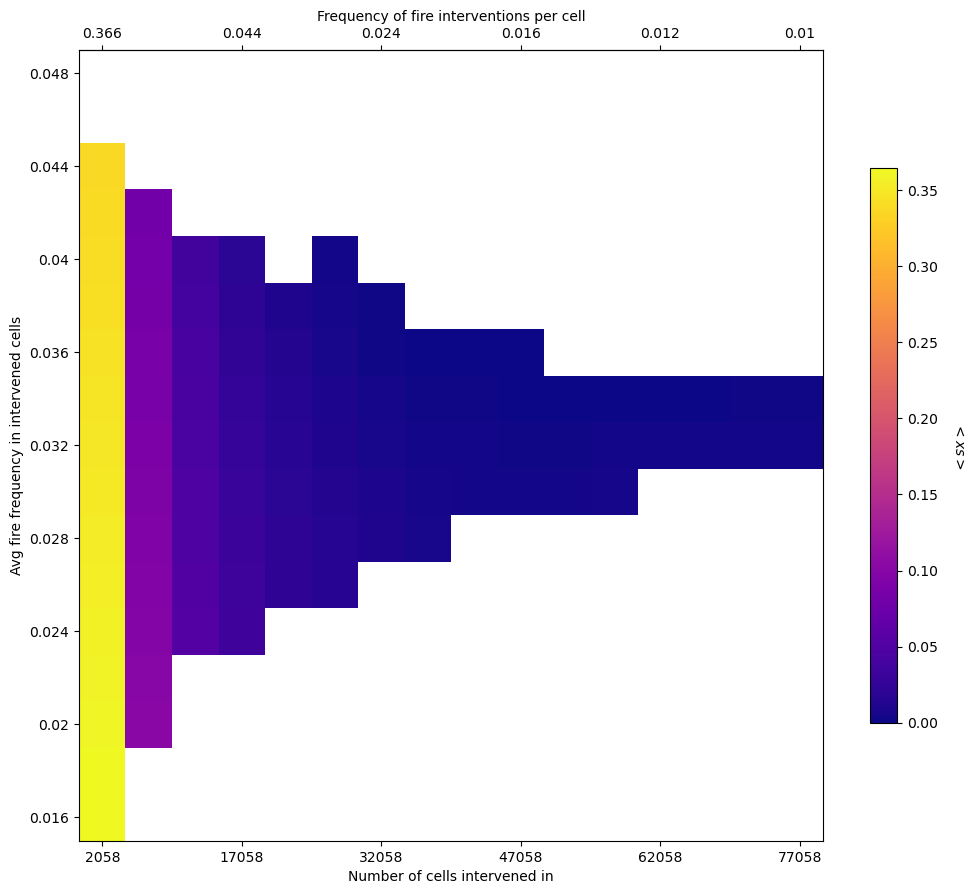 Frequency of fire interventions per cell
0.366 0.044 0.024 0.016 0.012 0.01
0.048
0.044
0.04
0.036
0.032
0.028
0.024
0.02
0.016
Avg fire frequency in intervened cells
2058 17058 32058 47058 62058 77058
Number of cells intervened in
0.35
0.30
0.25
0.20
0.15
0.10
0.05
0.00
< sx >